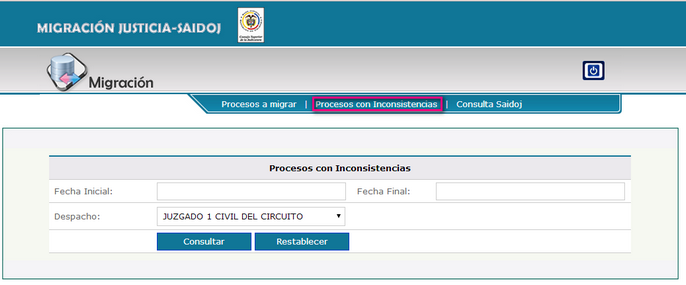 MIGRACIÓN JUSTICIA-SAIDOJ
Consejo Superior
de la Judicatura
Migración
Procesos a migrar | Procesos con Inconsistencias | Consulta Saidoj
Procesos con Inconsistencias
Fecha Inicial: Fecha Final:
Despacho: JUZGADO 1 CIVIL DEL CIRCUITO
Consultar Restablecer